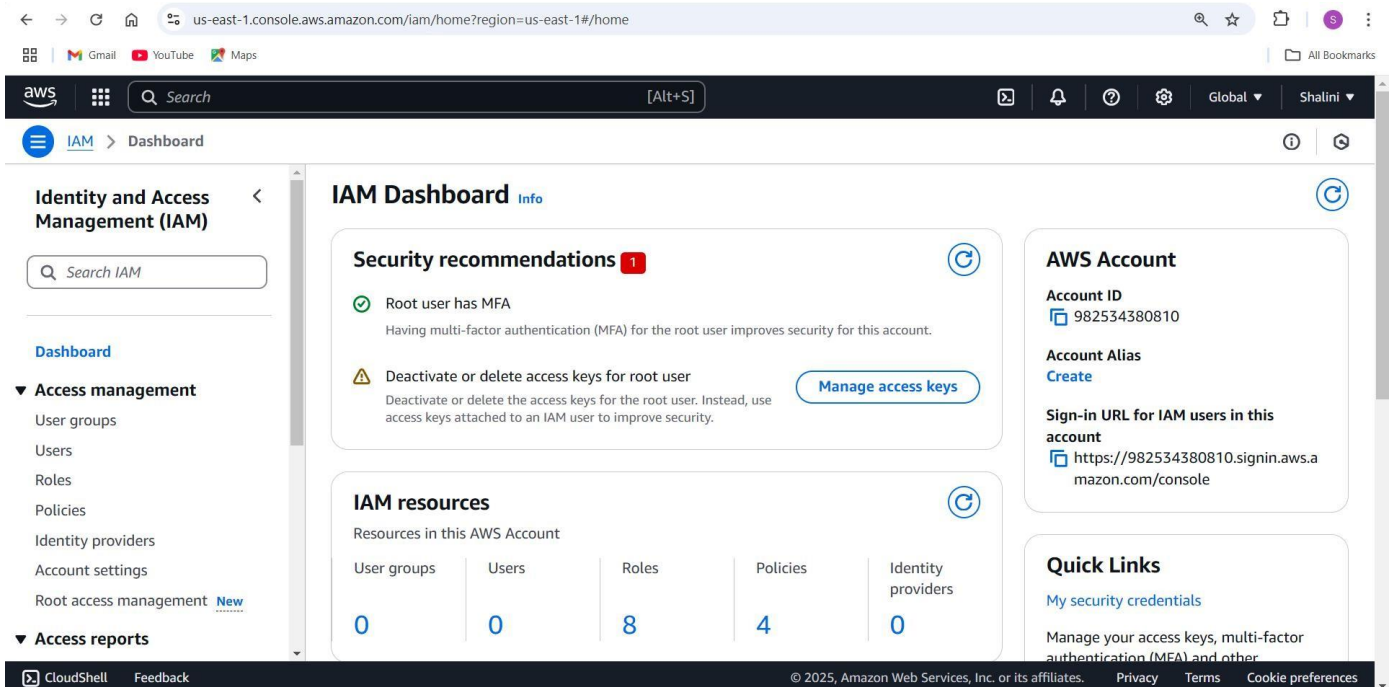 us-east-1.console.aws.amazon.com/iam/home?region=us-east-1#/home
S
Gmail
YouTube
Maps
All Bookmarks
aws
Search
[Alt+S]
Global
Shalini
IAM > Dashboard
Identity and Access
Management (IAM)
Search IAM
Dashboard
Access management
User groups
Users
Roles
Policies
Identity providers
Account settings
Root access management New
Access reports
IAM Dashboard Info
Security recommendations 1
Root user has MFA
Having multi-factor authentication (MFA) for the root user improves security for this account.
Deactivate or delete access keys for root user
Deactivate or delete the access keys for the root user. Instead, use
access keys attached to an IAM user to improve security.
Manage access keys
IAM resources
Resources in this AWS Account
User groups
Users
Roles
Policies
Identity
providers
0
0
8
4
0
AWS Account
Account ID
982534380810
Account Alias
Create
Sign-in URL for IAM users in this
account
https://982534380810.signin.aws.a
mazon.com/console
Quick Links
My security credentials
Manage your access keys, multi-factor
authentication (MFA) and other
CloudShell
Feedback
© 2025, Amazon Web Services, Inc. or its affiliates.
Privacy
Terms
Cookie preferences